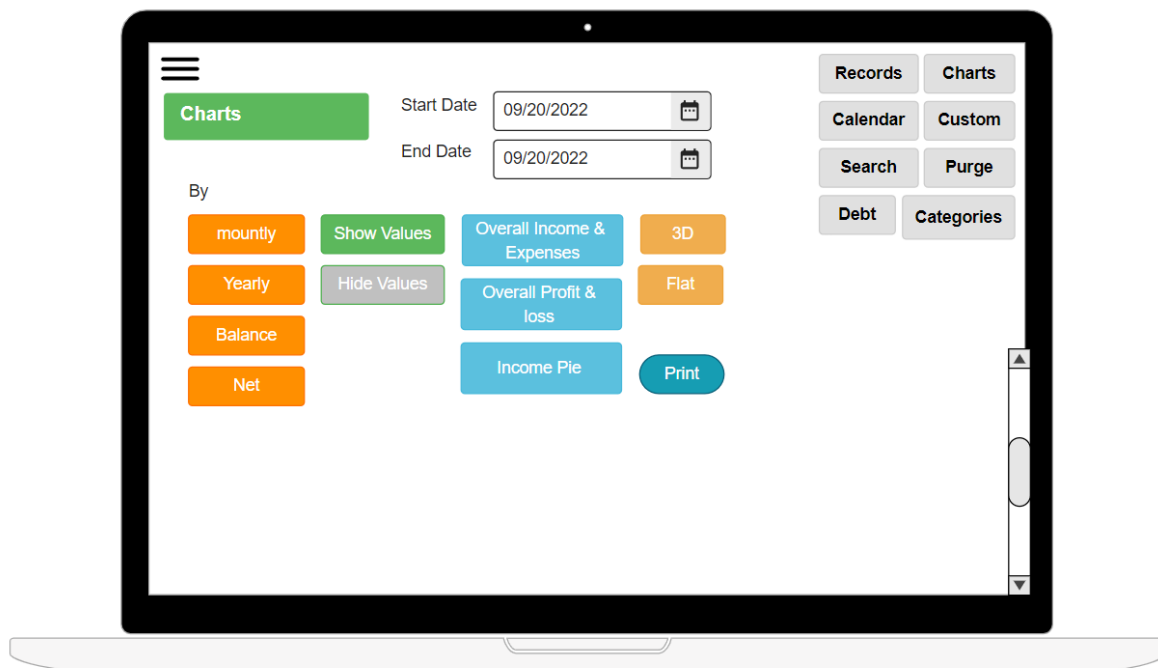 Records
Charts
Charts
Start Date
09/20/2022
Calendar
Custom
End Date
09/20/2022
Search
Purge
By
Debt
Categories
mountly
Show Values
Overall Income &
Expenses
3D
Yearly
Hide Values
Overall Profit &
loss
Flat
Balance
Income Pie
Print
Net